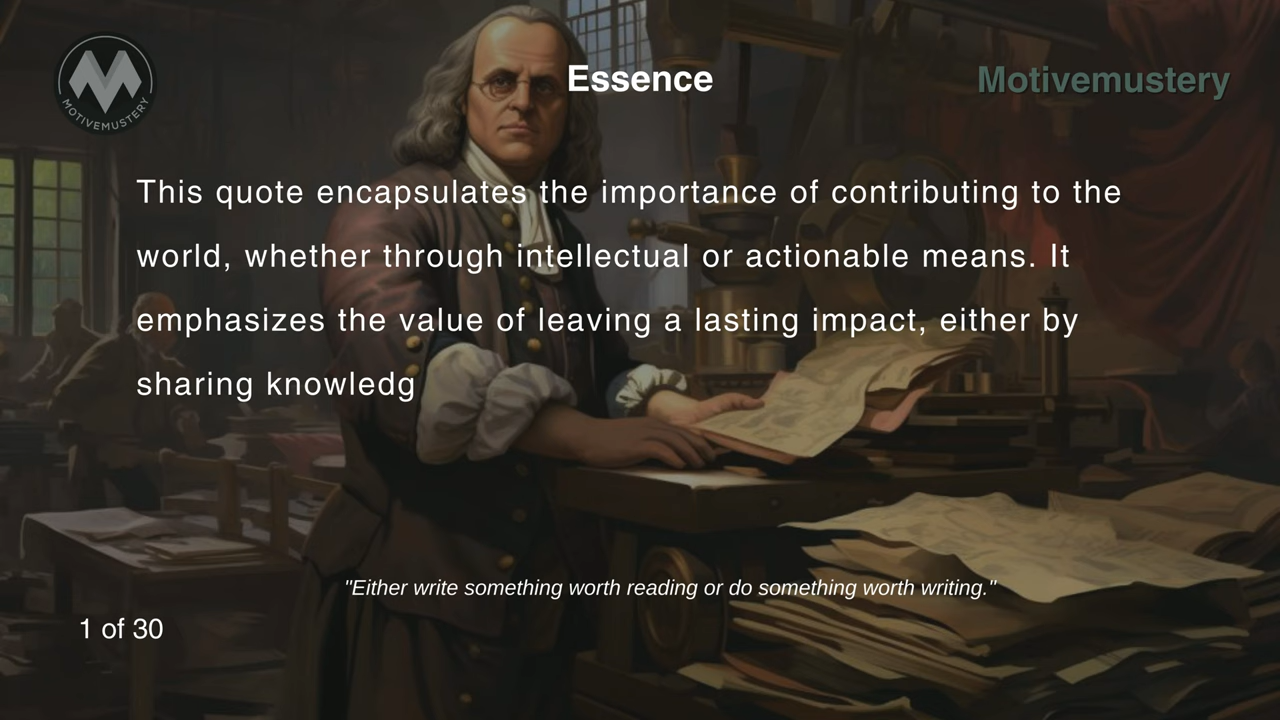 MOTIVEMUSTERY
Essence
Motivemustery
This quote encapsulates the importance of contributing to the
world, whether through intellectual or actionable means. It
emphasizes the value of leaving a lasting impact, either by
sharing knowledg
"Either write something worth reading or do something worth writing."
1 of 30